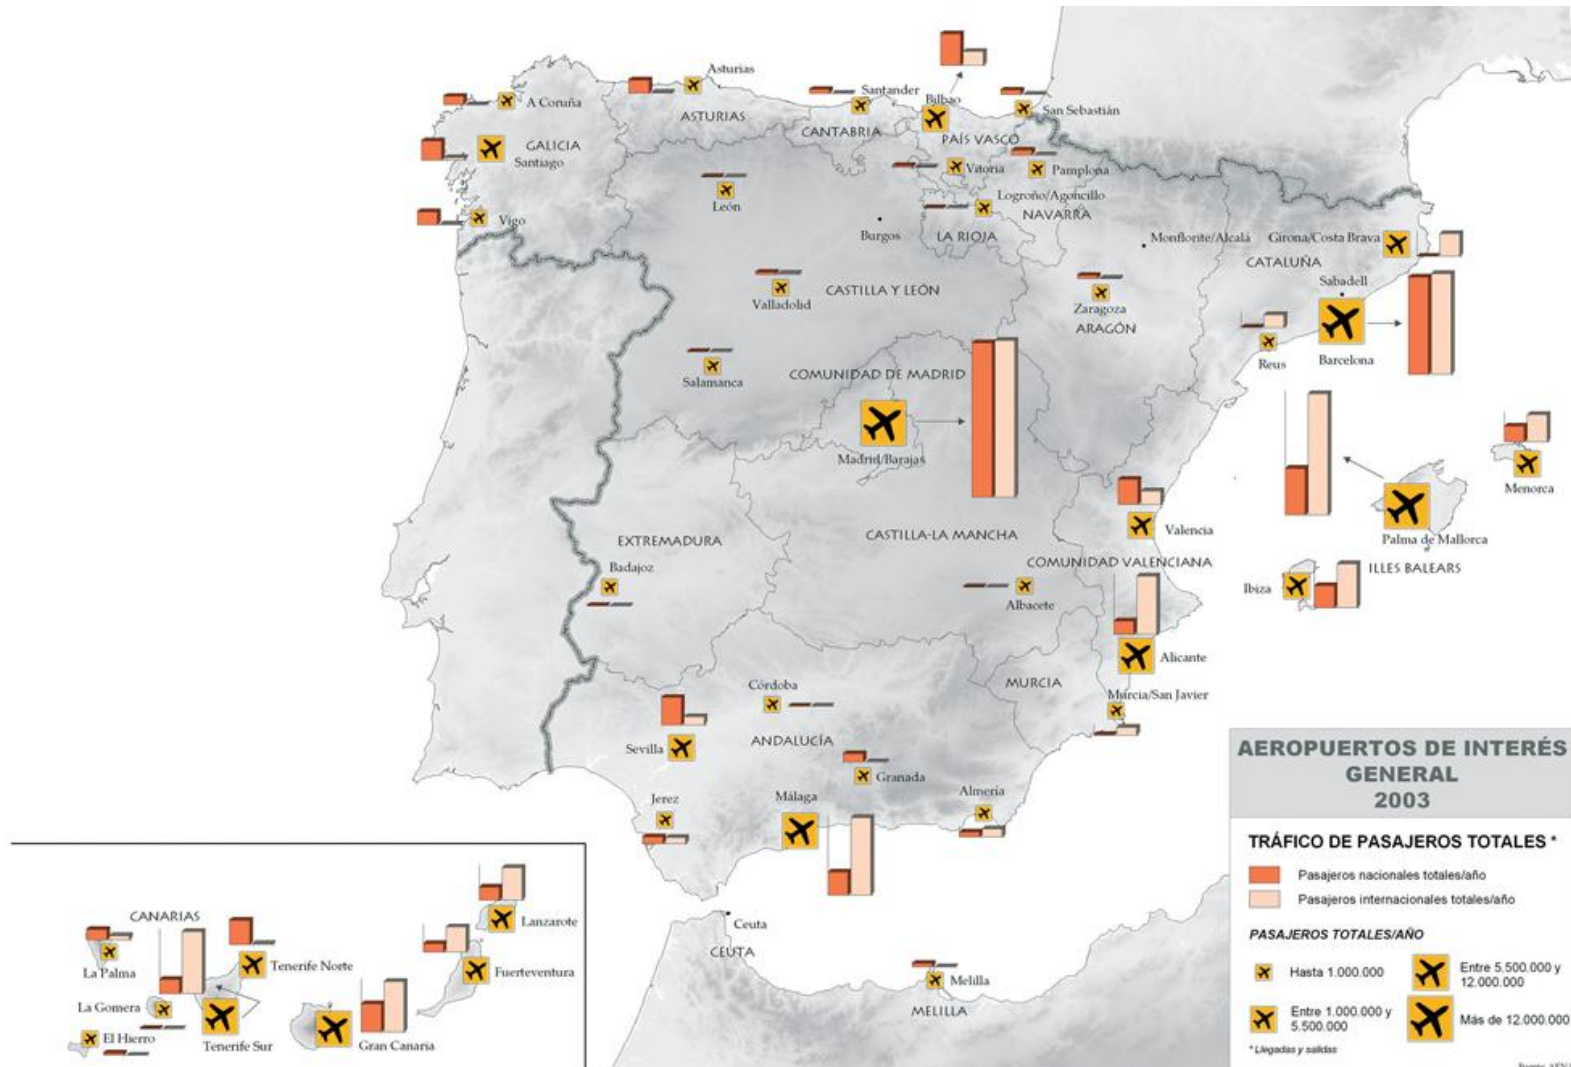 Asturias
A Coruña
Santander
Bilbao
San Sebastián
ASTURIAS
CANTABRIA
PAÍS VASCO
GALICIA
Santiago
Vitoria
Pamplona
León
Logroño/Agoncillo
NAVARRA
Vigo
Burgos
LA RIOJA
Monflorite/Alcalá
Girona/Costa Brava
CATALUÑA
Sabadell
Valladolid
CASTILLA Y LEÓN
Zaragoza
ARAGÓN
Reus
Barcelona
Salamanca
COMUNIDAD DE MADRID
Madrid/Barajas
Menorca
Valencia
Palma de Mallorca
EXTREMADURA
CASTILLA-LA MANCHA
COMUNIDAD VALENCIANA
ILLES BALEARS
Badajoz
Ibiza
Albacete
Alicante
Córdoba
MURCIA
Murcia/San Javier
Sevilla
ANDALUCÍA
Granada
Jerez
Málaga
Almería
Ceuta
CEUTA
Melilla
MELILLA
CANARIAS
Lanzarote
La Palma
Tenerife Norte
Fuerteventura
La Gomera
El Hierro
Tenerife Sur
Gran Canaria
AEROPUERTOS DE INTERÉS
GENERAL
2003
TRÁFICO DE PASAJEROS TOTALES *
Pasajeros nacionales totales/año
Pasajeros internacionales totales/año
PASAJEROS TOTALES/AÑO
Hasta 1.000.000
Entre 5.500.000 y
12.000.000
Entre 1.000.000 y
5.500.000
Más de 12.000.000
* Llegadas y salidas